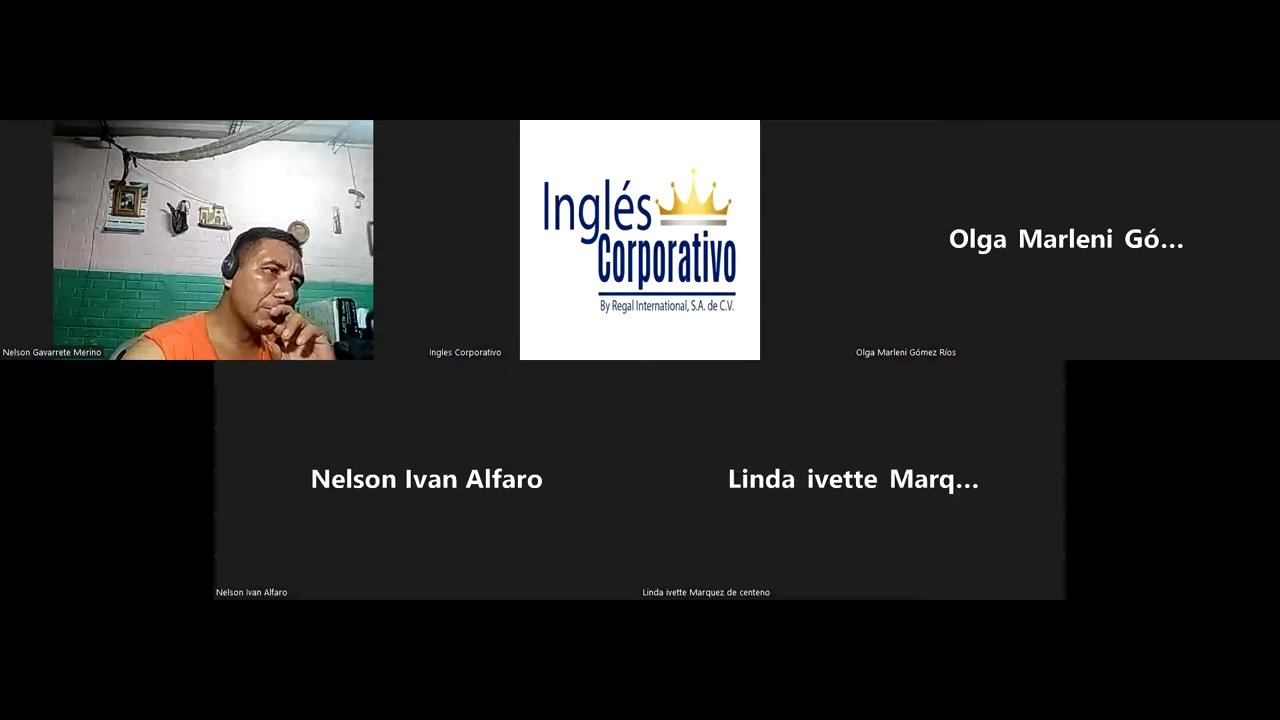 Inglés
Corporativo
By Regal International, S.A. de C.V.
Olga Marleni Gó...
Nelson Gavarrete Merino
Ingles Corporativo
Olga Marleni Gómez Ríos
Nelson Ivan Alfaro
Linda ivette Marq...
Nelson Ivan Alfaro
Linda ivette Marquez de centeno